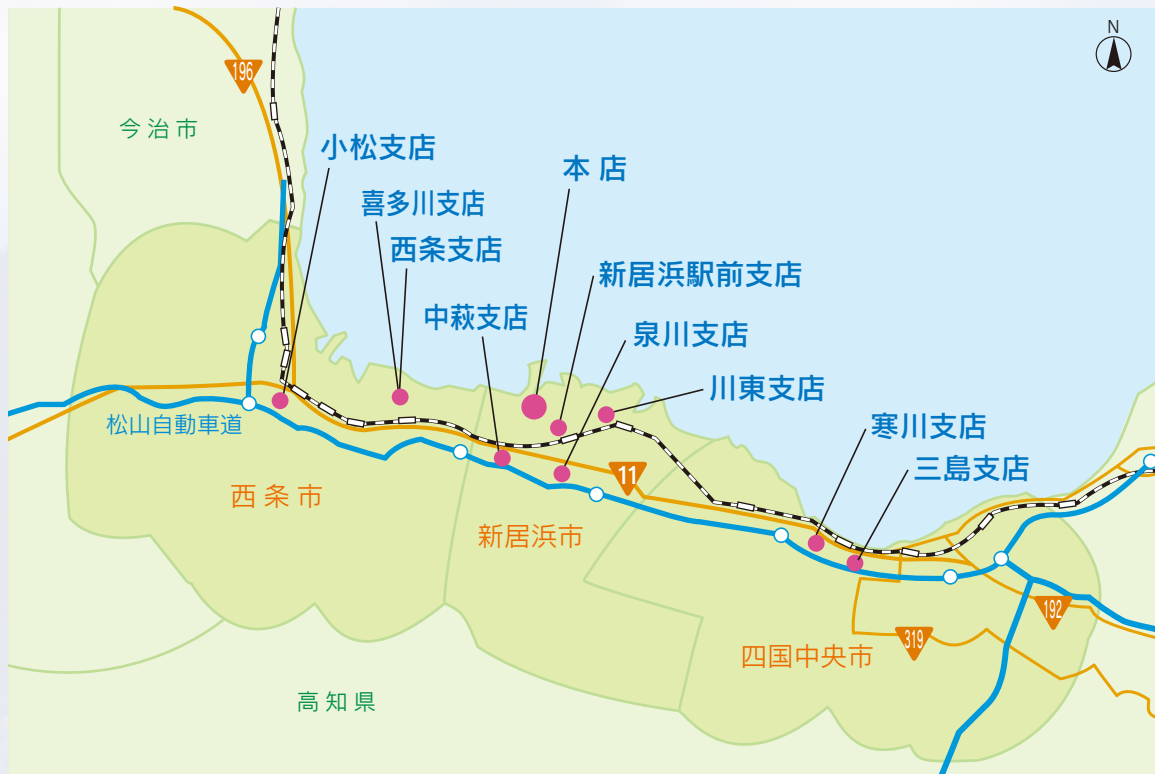 N
196
今治市
小松支店
本店
喜多川支店
西条支店
新居浜駅前支店
中萩支店
泉川支店
川東支店
松山自動車道
寒川支店
三島支店
11
西条市
新居浜市
192
319
四国中央市
高知県